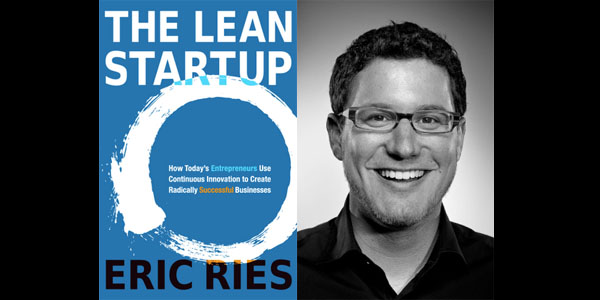 THE LEAN
STARTUP
How Today's Entrepreneurs Use
Continuous Innovation to Create
Radically Successful Businesses
ERIC RIES